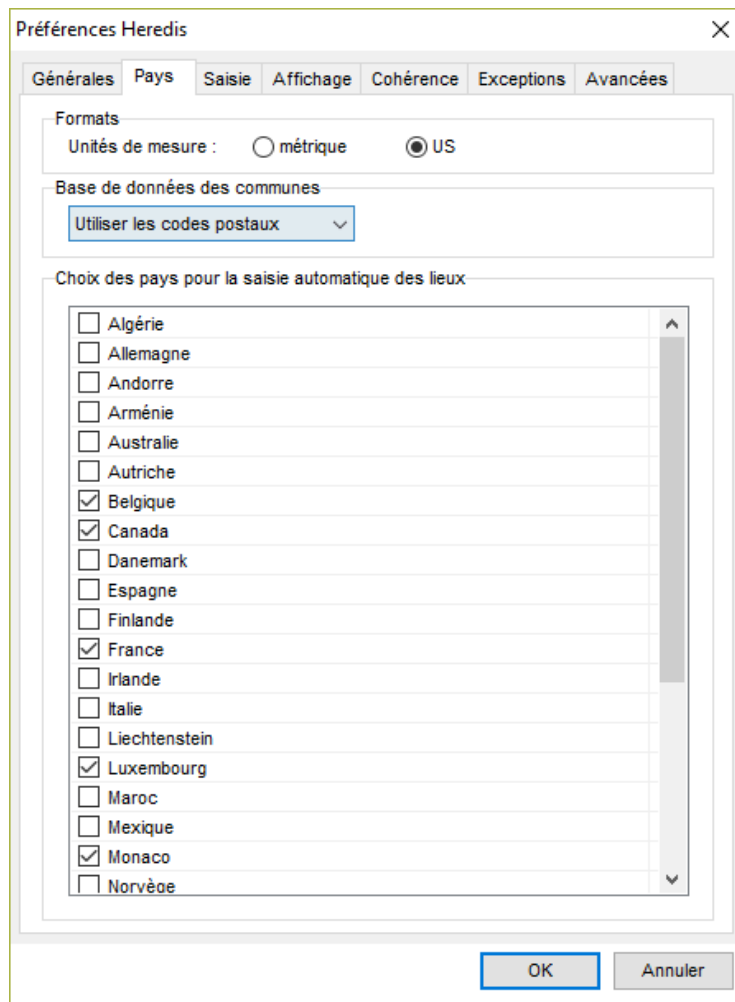 Préférences Heredis
Générales Pays Saisie Affichage Cohérence Exceptions Avancées
Formats
Unités de mesure : métrique US
Base de données des communes
Utiliser les codes postaux
Choix des pays pour la saisie automatique des lieux
Algérie
Allemagne
Andorre
Arménie
Australie
Autriche
Belgique
Canada
Danemark
Espagne
Finlande
France
Irlande
Italie
Liechtenstein
Luxembourg
Maroc
Mexique
Monaco
Norvège
OK Annuler